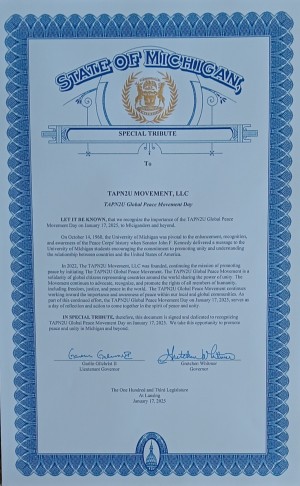 STATE OF MICHIGAN,
SPECIAL TRIBUTE
To
TAPN2U MOVEMENT, LLC
TAPN2U Global Peace Movement Day
LET IT BE KNOWN, that we recognize the importance of the TAPN2U Global Peace
Movement Day on January 17, 2025, to Michiganders and beyond.
On October 14, 1960, the University of Michigan was pivotal in the enhancement, recognition,
and awareness of the Peace Corps' history when Senator John F. Kennedy delivered a message to the
University of Michigan students encouraging the commitment to promoting unity and understanding
the relationship between countries and the United States of America.
In 2022, The TAPN2U Movement, LLC was founded, continuing the mission of promoting
peace by initiating The TAPN2U Global Peace Movement. The TAPN2U Global Peace Movement is a
solidarity of global citizens representing countries around the world sharing the power of unity. The
Movement continues to advocate, recognize, and promote the rights of all members of humanity,
including freedom, justice, and peace in the world. The TAPN2U Global Peace Movement continues
working toward the importance and awareness of peace within our local and global communities. As
part of this continued effort, the TAPN2U Global Peace Movement Day on January 17, 2025, serves as
a day of reflection and action to come together in the spirit of peace and unity.
IN SPECIAL TRIBUTE, therefore, this document is signed and dedicated to recognizing
TAPN2U Global Peace Movement Day on January 17, 2025. We take this opportunity to promote
peace and unity in Michigan and beyond.
Garlin Gilchrist II
Lieutenant Governor
Gretchen Whitmer
Governor
The One Hundred and Third Legislature
At Lansing
January 17, 2025